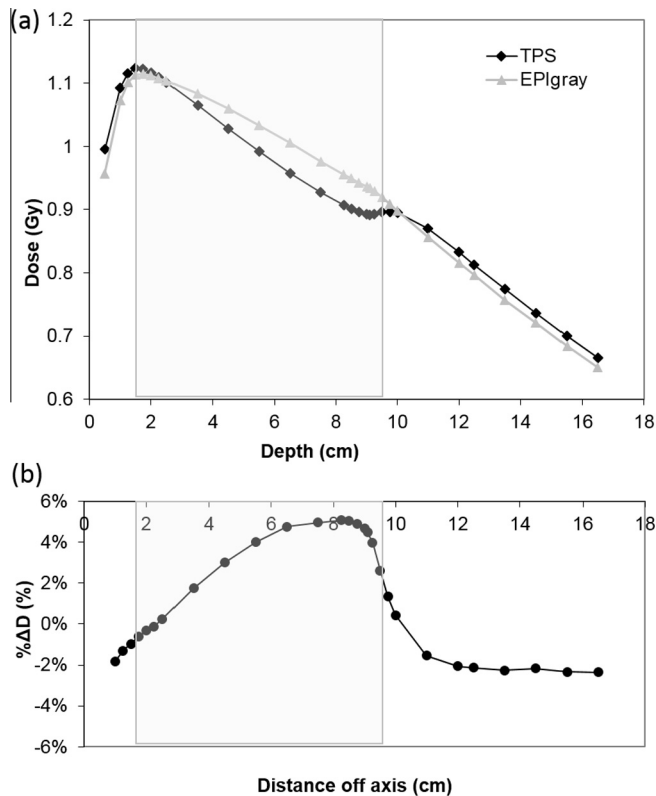 (a)
1.2
1.1
1
0.9
0.8
0.7
0.6
Dose (Gy)
TPS
EPIgray
0 2 4 6 8 10 12 14 16 18
Depth (cm)
(b)
6%
4%
2%
0%
-2%
-4%
-6%
%ΔD (%)
0 2 4 6 8 10 12 14 16 18
Distance off axis (cm)